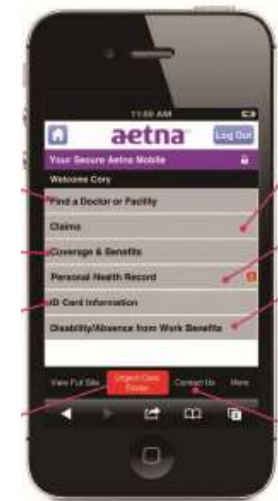 11:50 AM
aetna
Log Out
Your Secure Aetna Mobile
Welcome Cory
Find a Doctor or Facility
Claims
Coverage & Benefits
Personal Health Record
ID Card Information
Disability/Absence from Work Benefits
View Full Site
Urgent Care
Finder
Contact Us
More